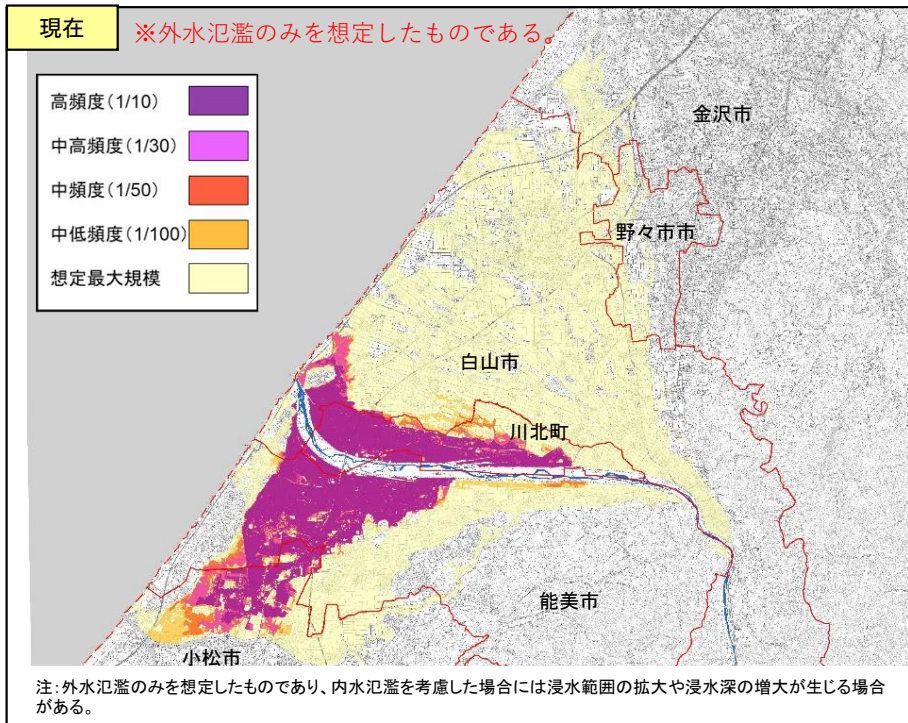 現在
※外水氾濫のみを想定したものである。
高頻度(1/10)
中高頻度(1/30)
中頻度(1/50)
中低頻度(1/100)
想定最大規模
金沢市
野々市市
白山市
川北町
能美市
小松市
注:外水氾濫のみを想定したものであり、内水氾濫を考慮した場合には浸水範囲の拡大や浸水深の増大が生じる場合
がある。